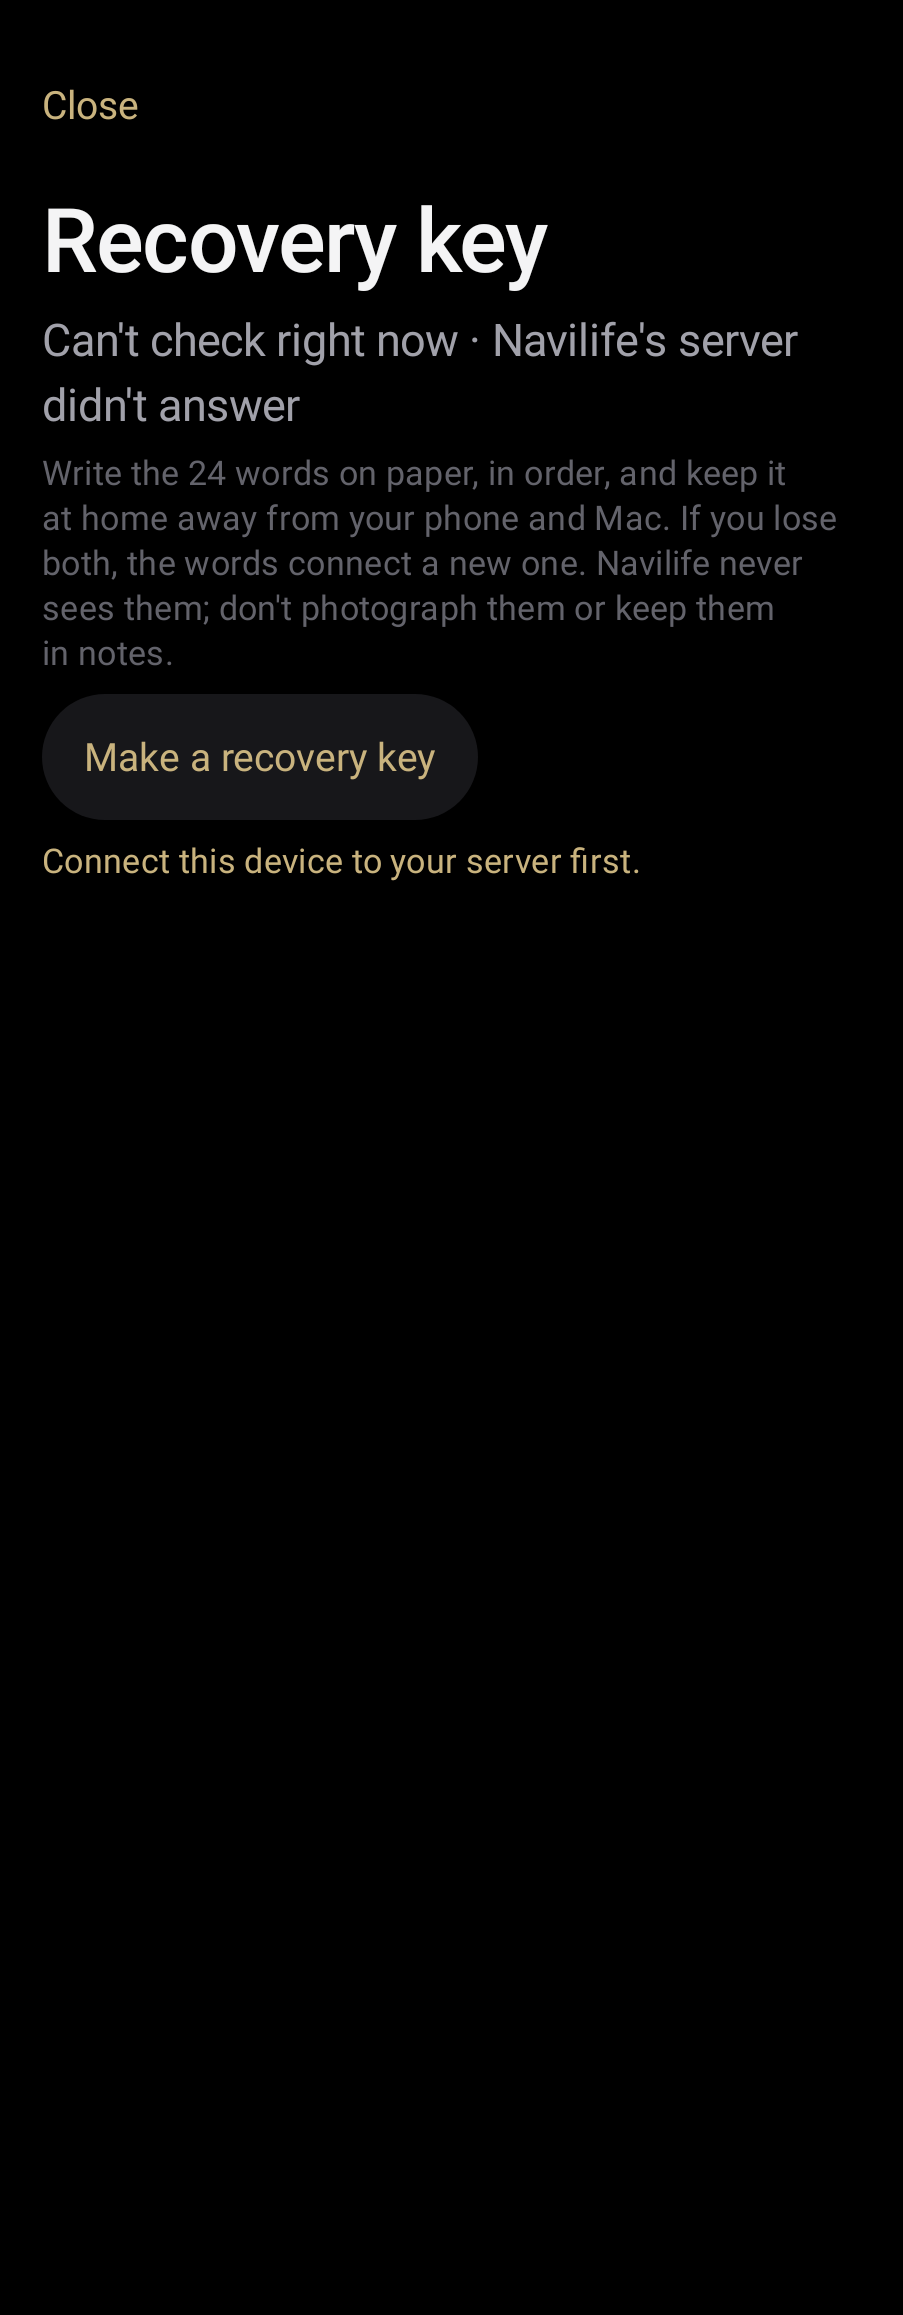 Close
Recovery key
Can't check right now · Navilife's server
didn't answer
Write the 24 words on paper, in order, and keep it
at home away from your phone and Mac. If you lose
both, the words connect a new one. Navilife never
sees them; don't photograph them or keep them
in notes.
Make a recovery key
Connect this device to your server first.